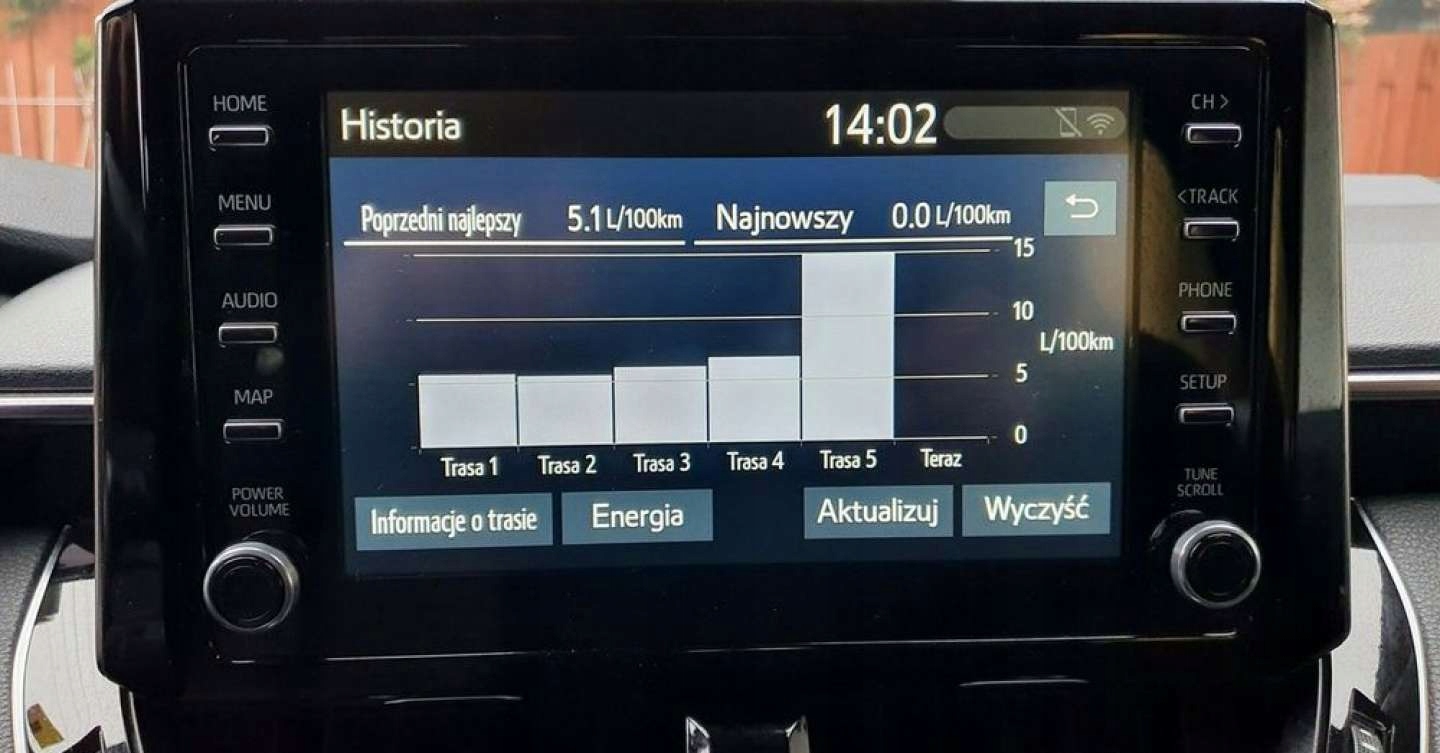 HOME
MENU
AUDIO
MAP
POWER
VOLUME
Historia 14:02
Poprzedni najlepszy 5.1 L/100km Najnowszy 0.0 L/100km
15
10
L/100km
5
0
Trasa 1 Trasa 2 Trasa 3 Trasa 4 Trasa 5 Teraz
Informacje o trasie Energia Aktualizuj Wyczyść
CH >
<TRACK
PHONE
SETUP
TUNE
SCROLL